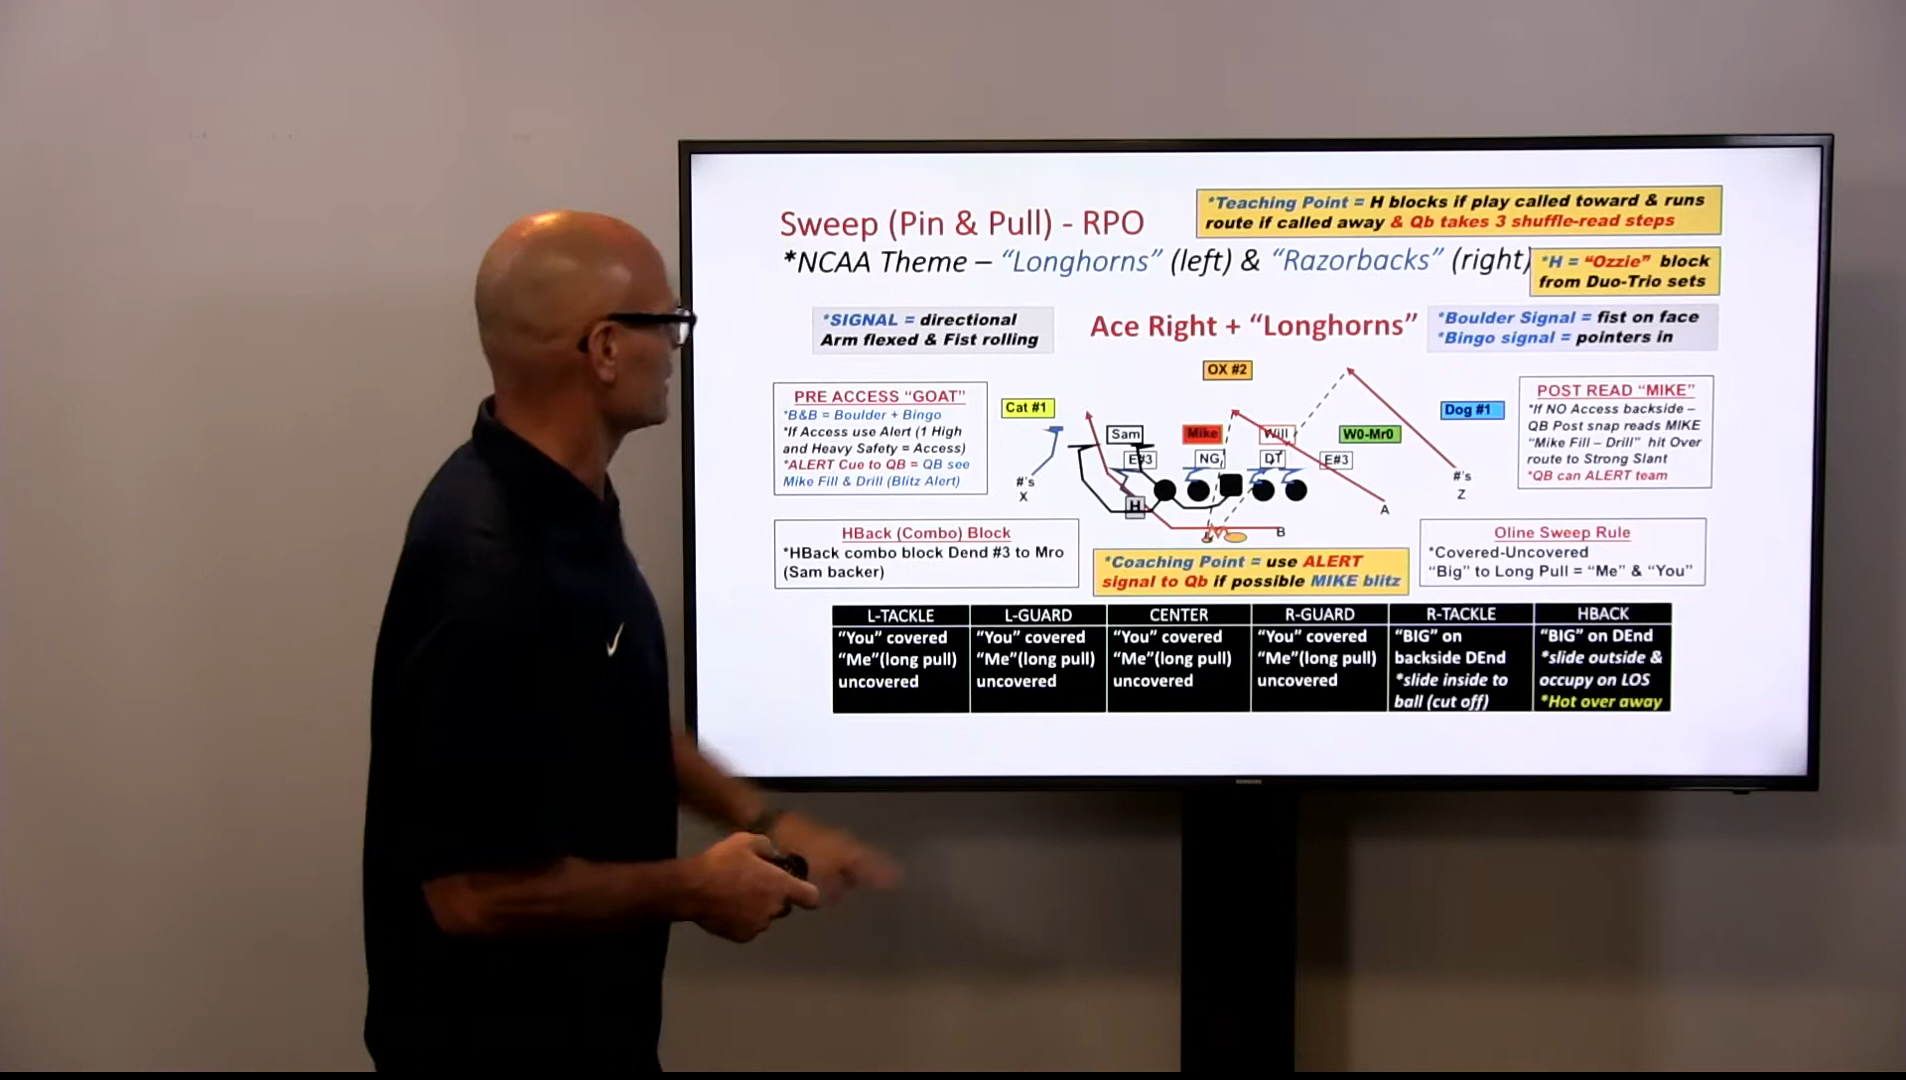 *Teaching Point = H blocks if play called toward & runs
route if called away & Qb takes 3 shuffle-read steps
Sweep (Pin & Pull) - RPO
*NCAA Theme – “Longhorns” (left) & “Razorbacks” (right)
*H = “Ozzie” block
from Duo-Trio sets
*SIGNAL = directional
Arm flexed & Fist rolling
Ace Right + “Longhorns”
*Boulder Signal = fist on face
*Bingo signal = pointers in
OX #2
PRE ACCESS “GOAT”
*B&B = Boulder + Bingo
*If Access use Alert (1 High
and Heavy Safety = Access)
*ALERT Cue to QB = QB see
Mike Fill & Drill (Blitz Alert)
Cat #1
Dog #1
POST READ “MIKE”
*If NO Access backside –
QB Post snap reads MIKE
“Mike Fill – Drill” hit Over
route to Strong Slant
*QB can ALERT team
Sam
Mike
Will
W0-Mr0
E#3
NG
DT
E#3
#'s
X
#'s
Z
H
A
B
HBack (Combo) Block
*HBack combo block Dend #3 to Mro
(Sam backer)
*Coaching Point = use ALERT
signal to Qb if possible MIKE blitz
Oline Sweep Rule
*Covered-Uncovered
“Big” to Long Pull = “Me” & “You”
L-TACKLE
L-GUARD
CENTER
R-GUARD
R-TACKLE
HBACK
“You” covered
“Me”(long pull)
uncovered
“You” covered
“Me”(long pull)
uncovered
“You” covered
“Me”(long pull)
uncovered
“You” covered
“Me”(long pull)
uncovered
“BIG” on
backside DEnd
*slide inside to
ball (cut off)
“BIG” on DEnd
*slide outside &
occupy on LOS
*Hot over away